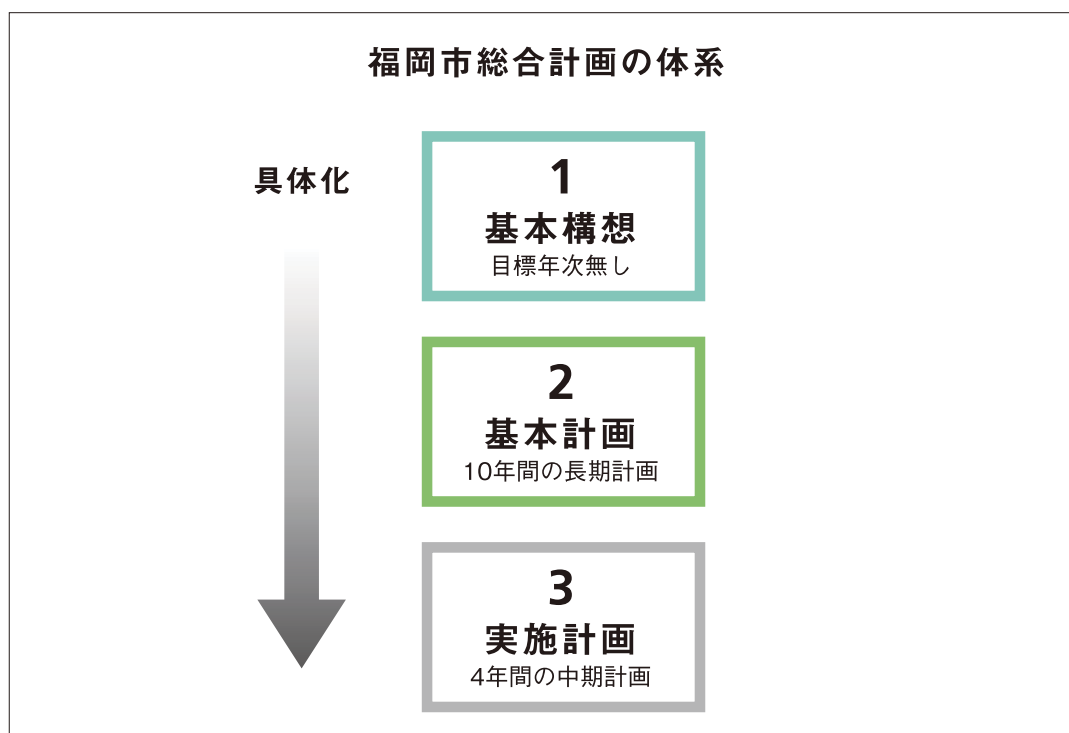 福岡市総合計画の体系
具体化
1
基本構想
目標年次無し
2
基本計画
10年間の長期計画
3
実施計画
4年間の中期計画